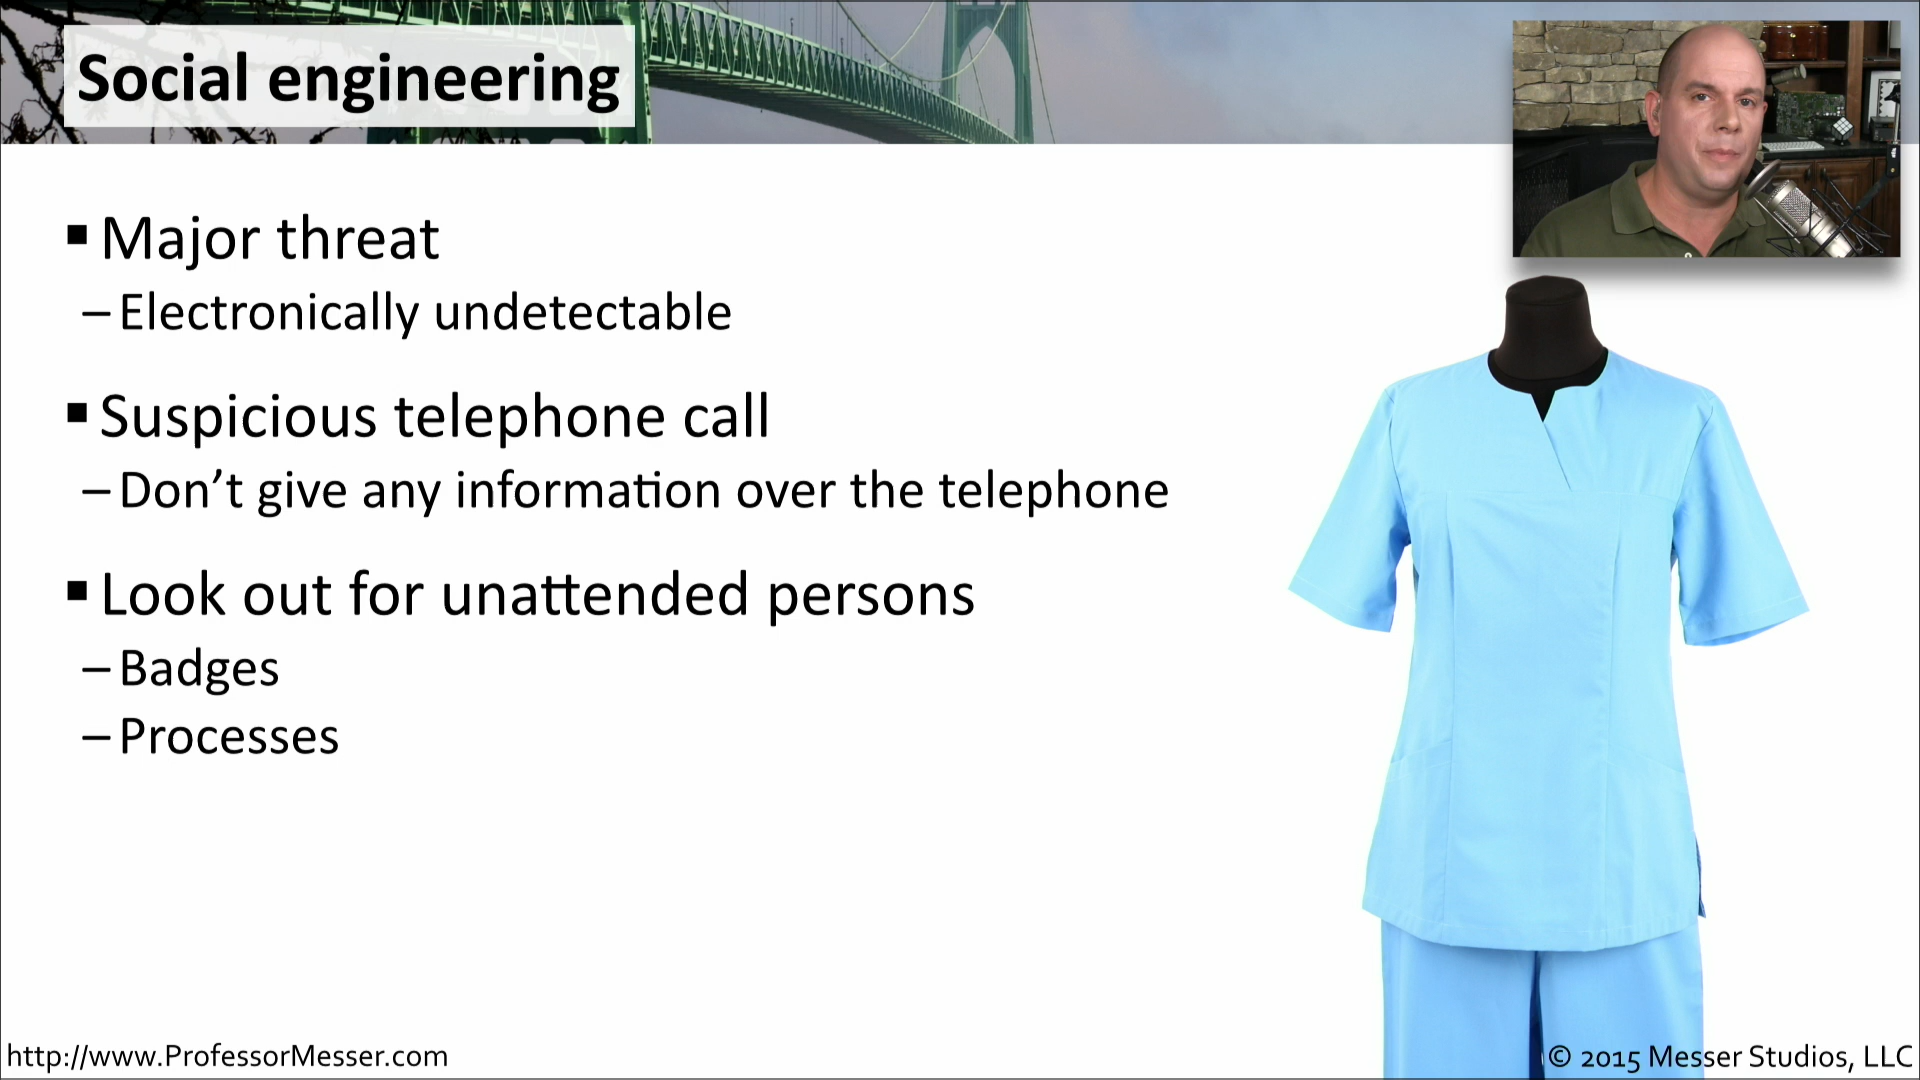 Social engineering
▪ Major threat
– Electronically undetectable
▪ Suspicious telephone call
– Don’t give any information over the telephone
▪ Look out for unattended persons
– Badges
– Processes
http://www.ProfessorMesser.com
© 2015 Messer Studios, LLC